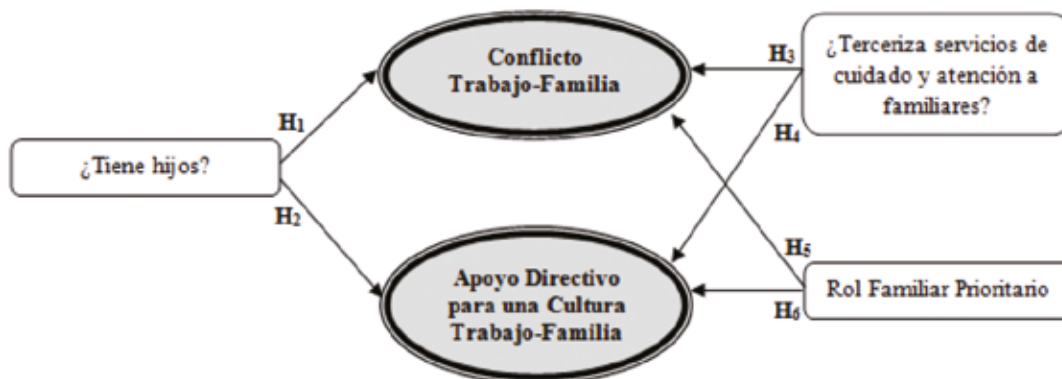 ¿Tiene hijos?
H1
H2
Conflicto
Trabajo-Familia
Apoyo Directivo
para una Cultura
Trabajo-Familia
H3
H4
¿Terceriza servicios de
cuidado y atención a
familiares?
H5
H6
Rol Familiar Prioritario